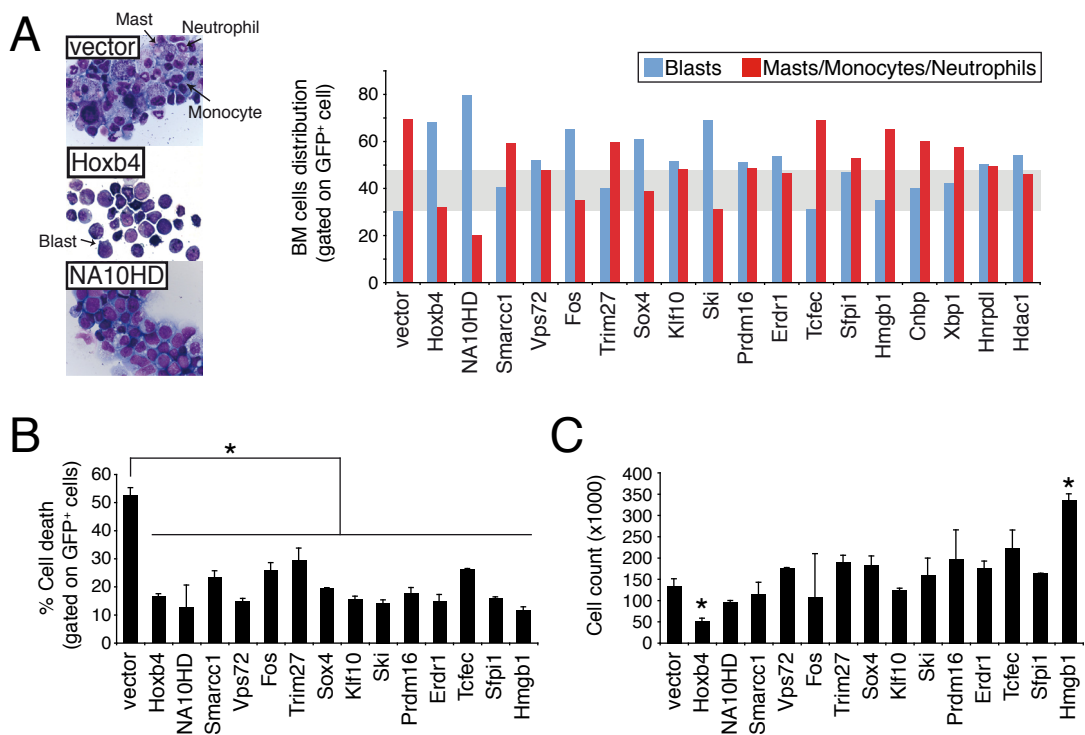 A
Mast
Neutrophil
vector
Monocyte
Hoxb4
Blast
NA10HD
Blasts
Masts/Monocytes/Neutrophils
BM cells distribution
(gated on GFP⁺ cell)
80
60
40
20
0
vector
Hoxb4
NA10HD
Smarcc1
Vps72
Fos
Trim27
Sox4
Klf10
Ski
Prdm16
Erdr1
Tcfec
Sfpi1
Hmgb1
Cnbp
Xbp1
Hnrpdl
Hdac1
B
*
% Cell death
(gated on GFP⁺ cells)
60
50
40
30
20
10
0
vector
Hoxb4
NA10HD
Smarcc1
Vps72
Fos
Trim27
Sox4
Klf10
Ski
Prdm16
Erdr1
Tcfec
Sfpi1
Hmgb1
C
Cell count (x1000)
350
300
350
200
150
100
50
0
*
*
vector
Hoxb4
NA10HD
Smarcc1
Vps72
Fos
Trim27
Sox4
Klf10
Ski
Prdm16
Erdr1
Tcfec
Sfpi1
Hmgb1